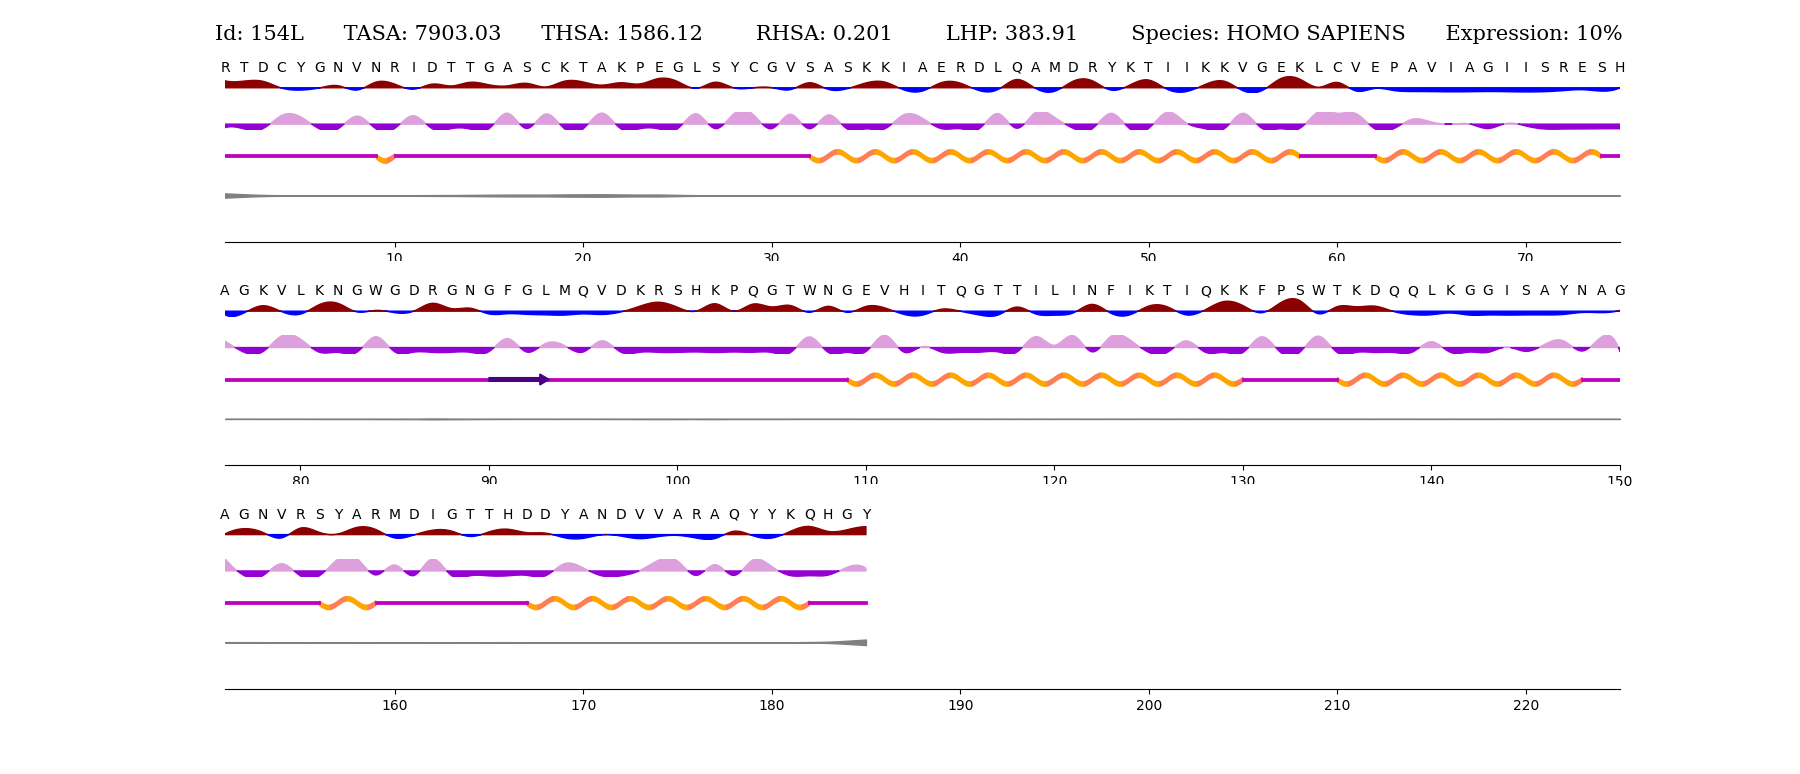 Id: 154L TASA: 7903.03 THSA: 1586.12 RHSA: 0.201 LHP: 383.91 Species: HOMO SAPIENS Expression: 10%
R T D C Y G N V N R I D T T G A S C K T A K P E G L S Y C G V S A S K K I A E R D L Q A M D R Y K T I I K K V G E K L C V E P A V I A G I I S R E S H
10 20 30 40 50 60 70
A G K V L K N G W G D R G N G F G L M Q V D K R S H K P Q G T W N G E V H I T Q G T T I L I N F I K T I Q K K F P S W T K D Q Q L K G G I S A Y N A G
80 90 100 110 120 130 140 150
A G N V R S Y A R M D I G T T H D D Y A N D V V A R A Q Y Y K Q H G Y
160 170 180 190 200 210 220